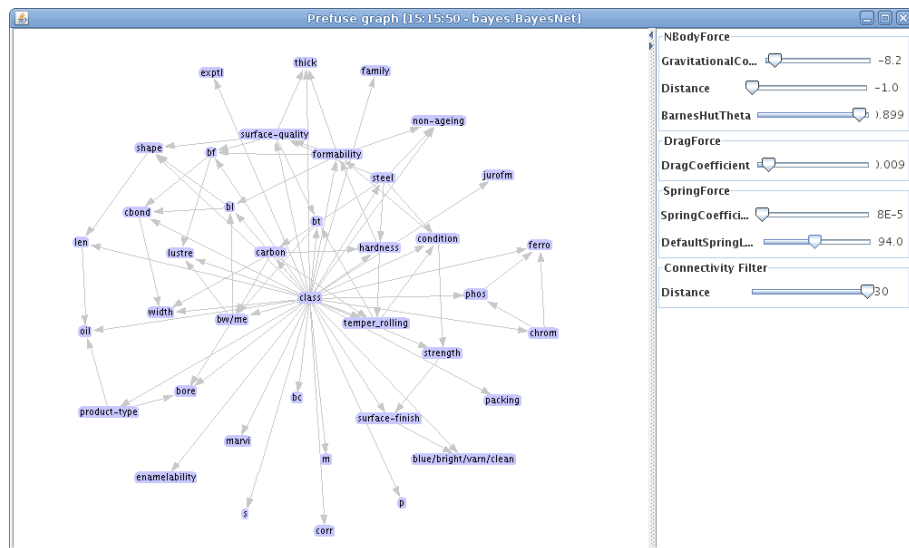 Prefuse graph [15:15:50 - bayes.BayesNet]
thick
exptl
family
non-ageing
surface-quality
shape
bf
formability
steel
jurofm
cbond
bl
bt
len
lustre
carbon
hardness
condition
ferro
class
phos
width
bw/me
temper_rolling
oil
chrom
strength
bore
bc
packing
product-type
surface-finish
marvi
m
blue/bright/varn/clean
enamelability
s
p
corr
NBodyForce
GravitationalCo... -8.2
Distance -1.0
BarnesHutTheta ).899
DragForce
DragCoefficient ).009
SpringForce
SpringCoeffici... 8E-5
DefaultSpringL... 94.0
Connectivity Filter
Distance 30